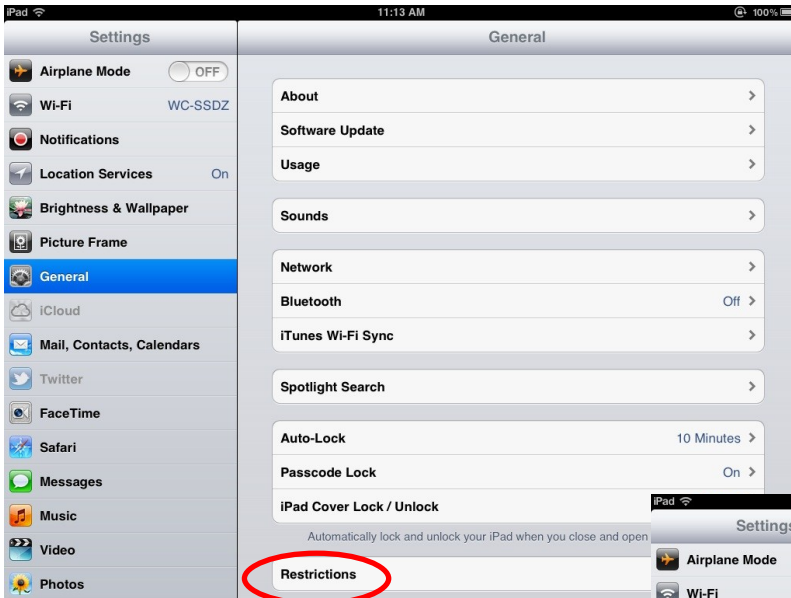 iPad 11:13 AM 100%
Settings
Airplane Mode OFF
Wi-Fi WC-SSDZ
Notifications
Location Services On
Brightness & Wallpaper
Picture Frame
General
iCloud
Mail, Contacts, Calendars
Twitter
FaceTime
Safari
Messages
Music
Video
Photos
General
About
Software Update
Usage
Sounds
Network
Bluetooth Off
iTunes Wi-Fi Sync
Spotlight Search
Auto-Lock 10 Minutes
Passcode Lock On
iPad Cover Lock / Unlock
Automatically lock and unlock your iPad when you close and open
Restrictions
iPad
Settings
Airplane Mode
Wi-Fi